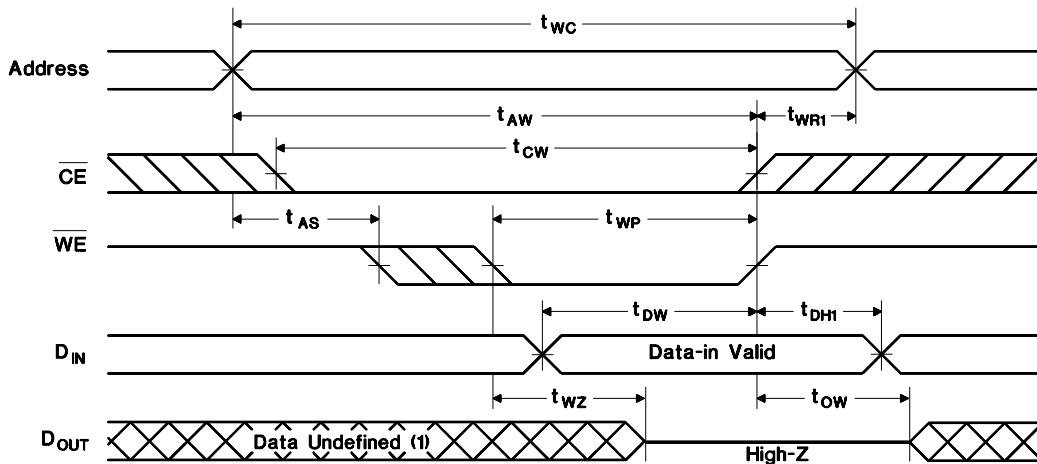 tWC
Address
tAW
tWR1
tCW
CE
tAS
tWP
WE
tDW
tDH1
DIN
Data-in Valid
tWZ
tOW
DOUT
Data Undefined (1)
High-Z